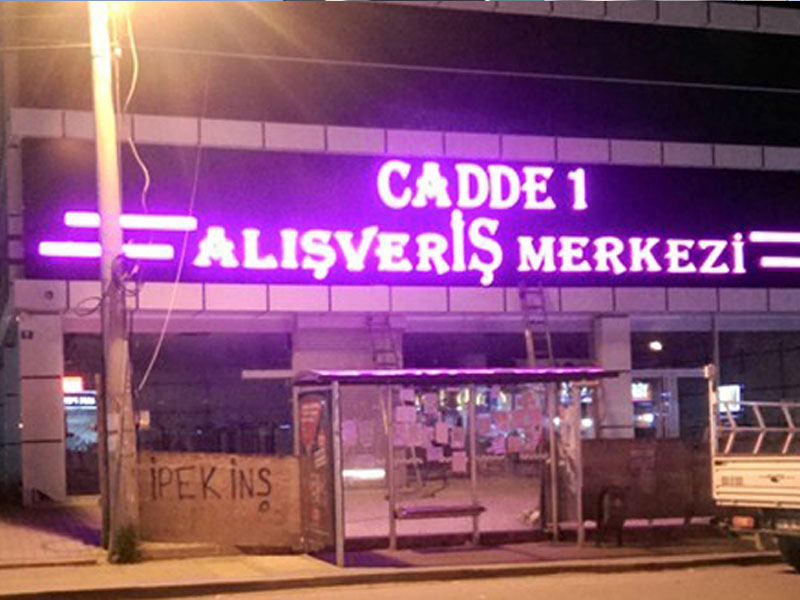 CADDE 1
ALIŞVERİŞ MERKEZİ
İPEK İNŞ